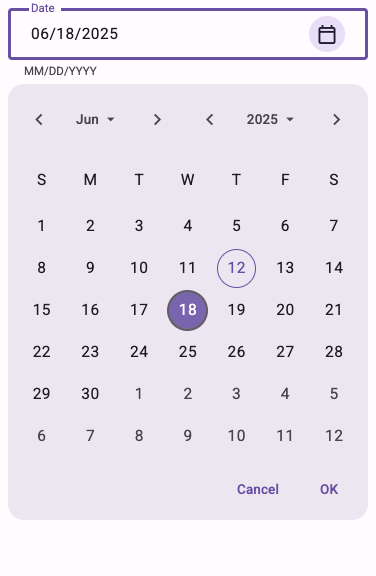 Date
06/18/2025
MM/DD/YYYY
Jun 2025
S M T W T F S
1 2 3 4 5 6 7
8 9 10 11 12 13 14
15 16 17 18 19 20 21
22 23 24 25 26 27 28
29 30 1 2 3 4 5
6 7 8 9 10 11 12
Cancel OK